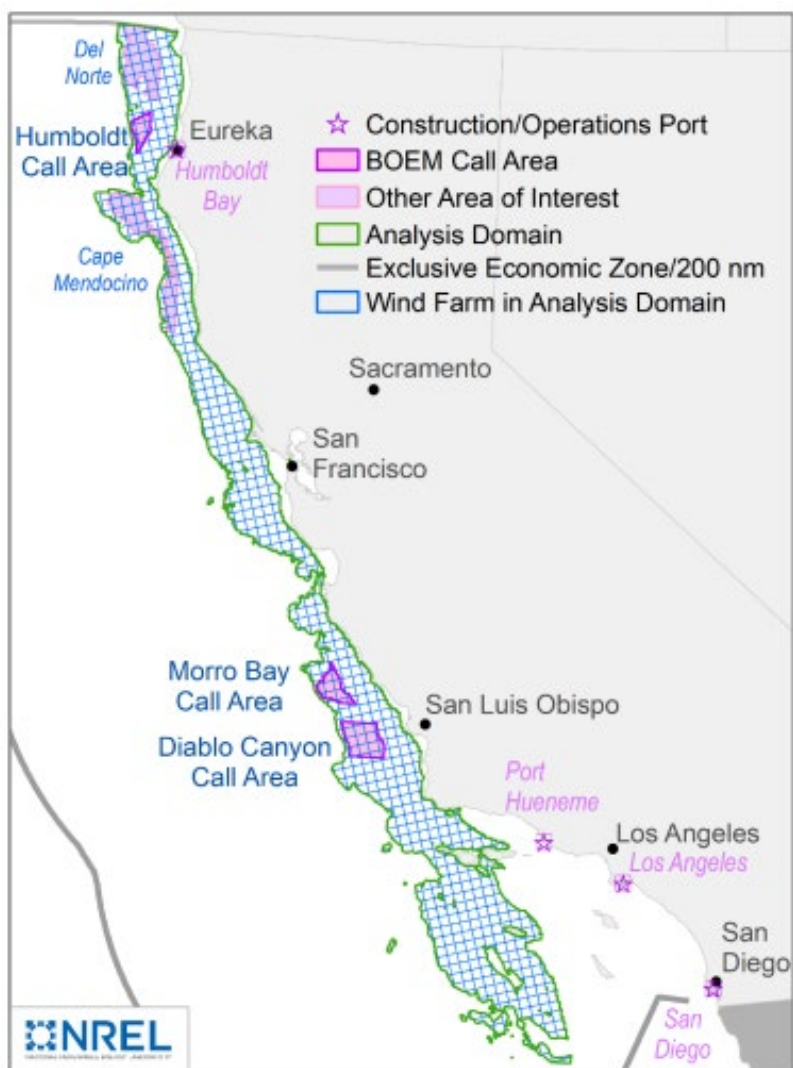 Del
Norte
Humboldt
Call Area
Eureka
Humboldt
Bay
Cape
Mendocino
Construction/Operations Port
BOEM Call Area
Other Area of Interest
Analysis Domain
Exclusive Economic Zone/200 nm
Wind Farm in Analysis Domain
Sacramento
San
Francisco
Morro Bay
Call Area
San Luis Obispo
Diablo Canyon
Call Area
Port
Hueneme
Los Angeles
Los Angeles
San
Diego
San
Diego
NREL